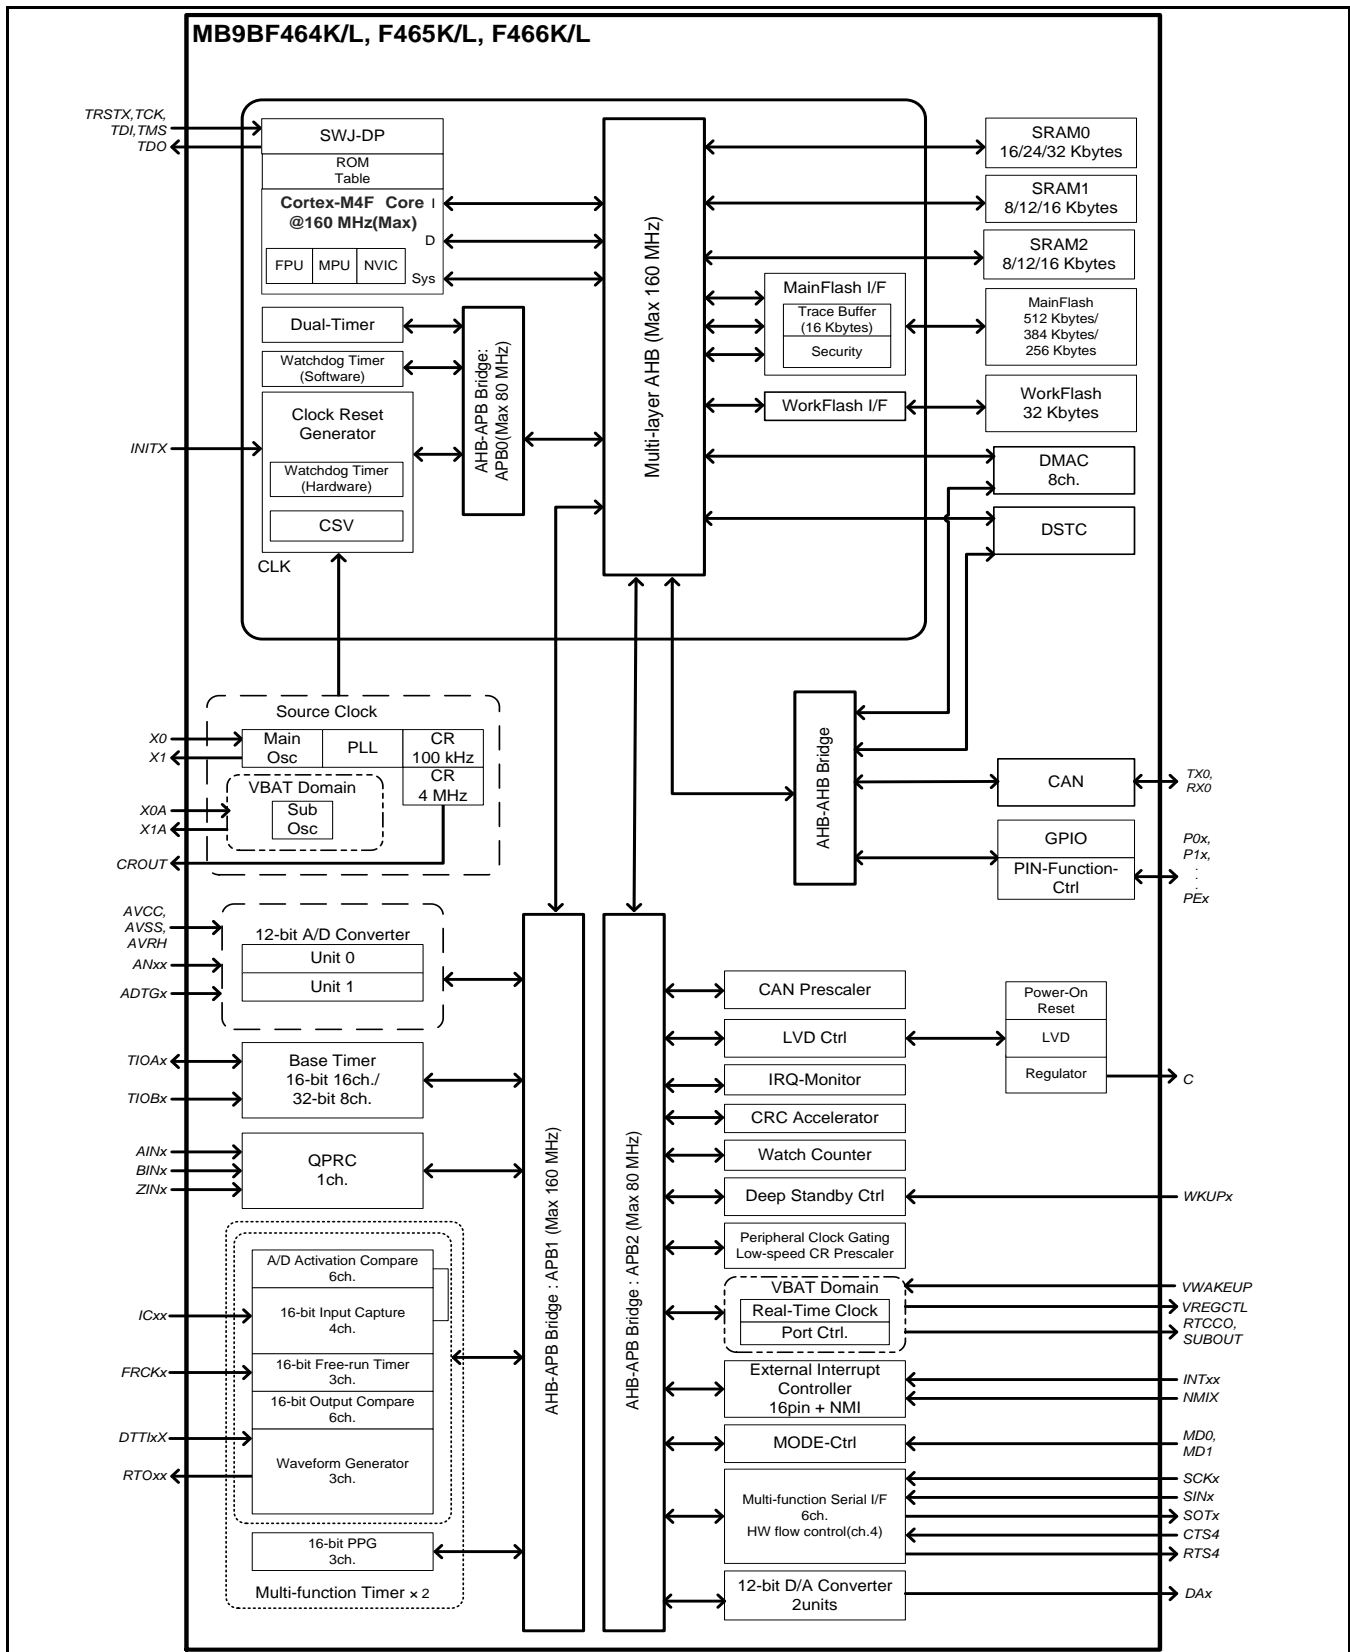 MB9BF464K/L, F465K/L, F466K/L
TRSTX,TCK,
TDI,TMS
TDO
SWJ-DP
ROM
Table
Cortex-M4F Core
@160 MHz(Max)
I
D
Sys
FPU
MPU
NVIC
Dual-Timer
Watchdog Timer
(Software)
Clock Reset
Generator
Watchdog Timer
(Hardware)
CSV
CLK
INITX
AHB-APB Bridge:
APB0(Max 80 MHz)
Multi-layer AHB (Max 160 MHz)
SRAM0
16/24/32 Kbytes
SRAM1
8/12/16 Kbytes
SRAM2
8/12/16 Kbytes
MainFlash I/F
Trace Buffer
(16 Kbytes)
Security
MainFlash
512 Kbytes/
384 Kbytes/
256 Kbytes
WorkFlash I/F
WorkFlash
32 Kbytes
DMAC
8ch.
DSTC
Source Clock
X0
X1
Main
Osc
PLL
CR
100 kHz
CR
4 MHz
VBAT Domain
Sub
Osc
X0A
X1A
CROUT
AHB-AHB Bridge
CAN
TX0,
RX0
GPIO
PIN-Function-
Ctrl
P0x,
P1x,
.
.
PEx
AVCC,
AVSS,
AVRH
ANxx
ADTGx
12-bit A/D Converter
Unit 0
Unit 1
TIOAx
TIOBx
Base Timer
16-bit 16ch./
32-bit 8ch.
AINx
BINx
ZINx
QPRC
1ch.
A/D Activation Compare
6ch.
16-bit Input Capture
4ch.
16-bit Free-run Timer
3ch.
16-bit Output Compare
6ch.
Waveform Generator
3ch.
16-bit PPG
3ch.
Multi-function Timer × 2
ICxx
FRCKx
DTTIxX
RTOxx
AHB-APB Bridge : APB1 (Max 160 MHz)
AHB-APB Bridge : APB2 (Max 80 MHz)
CAN Prescaler
LVD Ctrl
IRQ-Monitor
CRC Accelerator
Watch Counter
Deep Standby Ctrl
Peripheral Clock Gating
Low-speed CR Prescaler
VBAT Domain
Real-Time Clock
Port Ctrl.
External Interrupt
Controller
16pin + NMI
MODE-Ctrl
Multi-function Serial I/F
6ch.
HW flow control(ch.4)
12-bit D/A Converter
2units
Power-On
Reset
LVD
Regulator
C
WKUPx
VWAKEUP
VREGCTL
RTCCO,
SUBOUT
INTxx
NMIX
MD0,
MD1
SCKx
SINx
SOTx
CTS4
RTS4
DAx